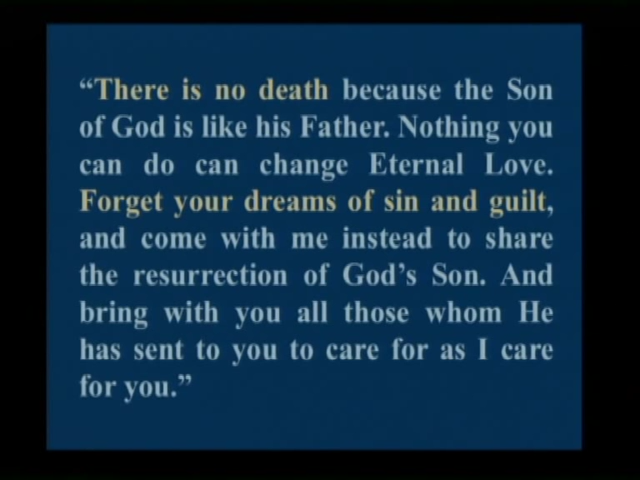 “There is no death because the Son
of God is like his Father. Nothing you
can do can change Eternal Love.
Forget your dreams of sin and guilt,
and come with me instead to share
the resurrection of God’s Son. And
bring with you all those whom He
has sent to you to care for as I care
for you.”